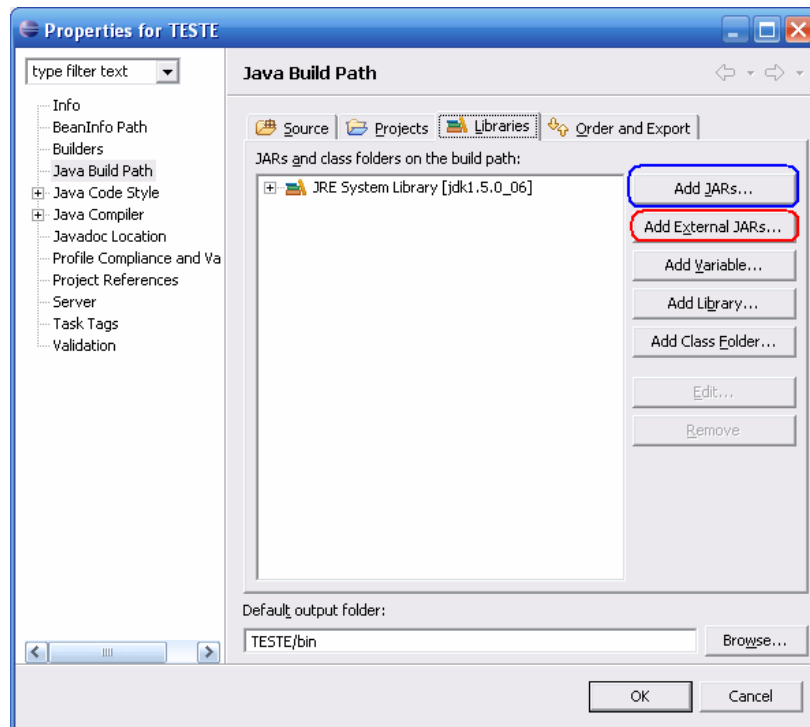 Properties for TESTE
type filter text
Info
BeanInfo Path
Builders
Java Build Path
Java Code Style
Java Compiler
Javadoc Location
Profile Compliance and Va
Project References
Server
Task Tags
Validation
Java Build Path
Source Projects Libraries Order and Export
JARs and class folders on the build path:
JRE System Library [jdk1.5.0_06]
Add JARs...
Add External JARs...
Add Variable...
Add Library...
Add Class Folder...
Edit...
Remove
Default output folder:
TESTE/bin
Browse...
OK Cancel